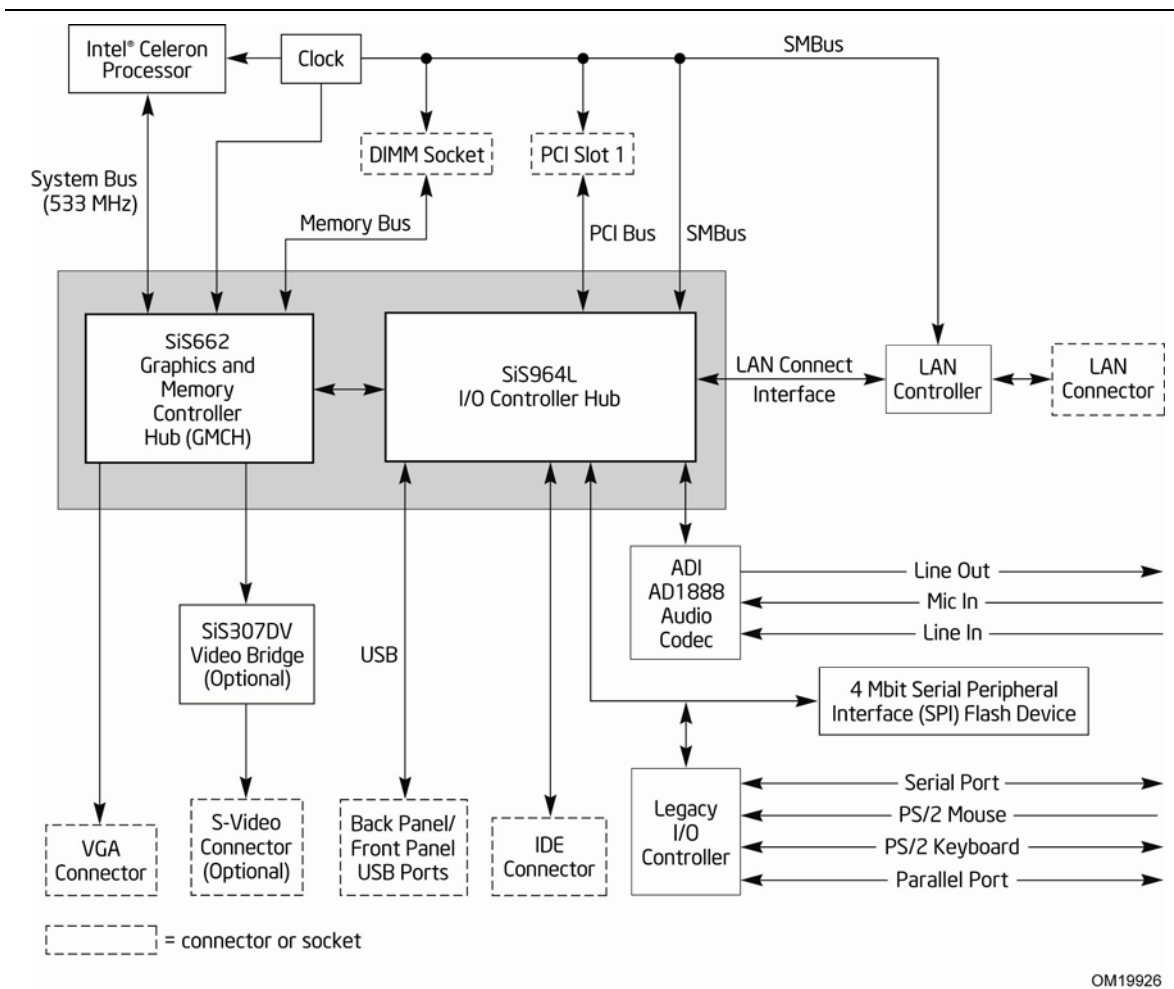 Intel® Celeron
Processor
Clock
SMBus
DIMM Socket
PCI Slot 1
System Bus
(533 MHz)
Memory Bus
PCI Bus
SMBus
SiS662
Graphics and
Memory
Controller
Hub (GMCH)
SiS964L
I/O Controller Hub
LAN Connect
Interface
LAN
Controller
LAN
Connector
ADI
AD1888
Audio
Codec
Line Out
Mic In
Line In
SiS307DV
Video Bridge
(Optional)
USB
4 Mbit Serial Peripheral
Interface (SPI) Flash Device
VGA
Connector
S-Video
Connector
(Optional)
Back Panel/
Front Panel
USB Ports
IDE
Connector
Legacy
I/O
Controller
Serial Port
PS/2 Mouse
PS/2 Keyboard
Parallel Port
= connector or socket
OM19926